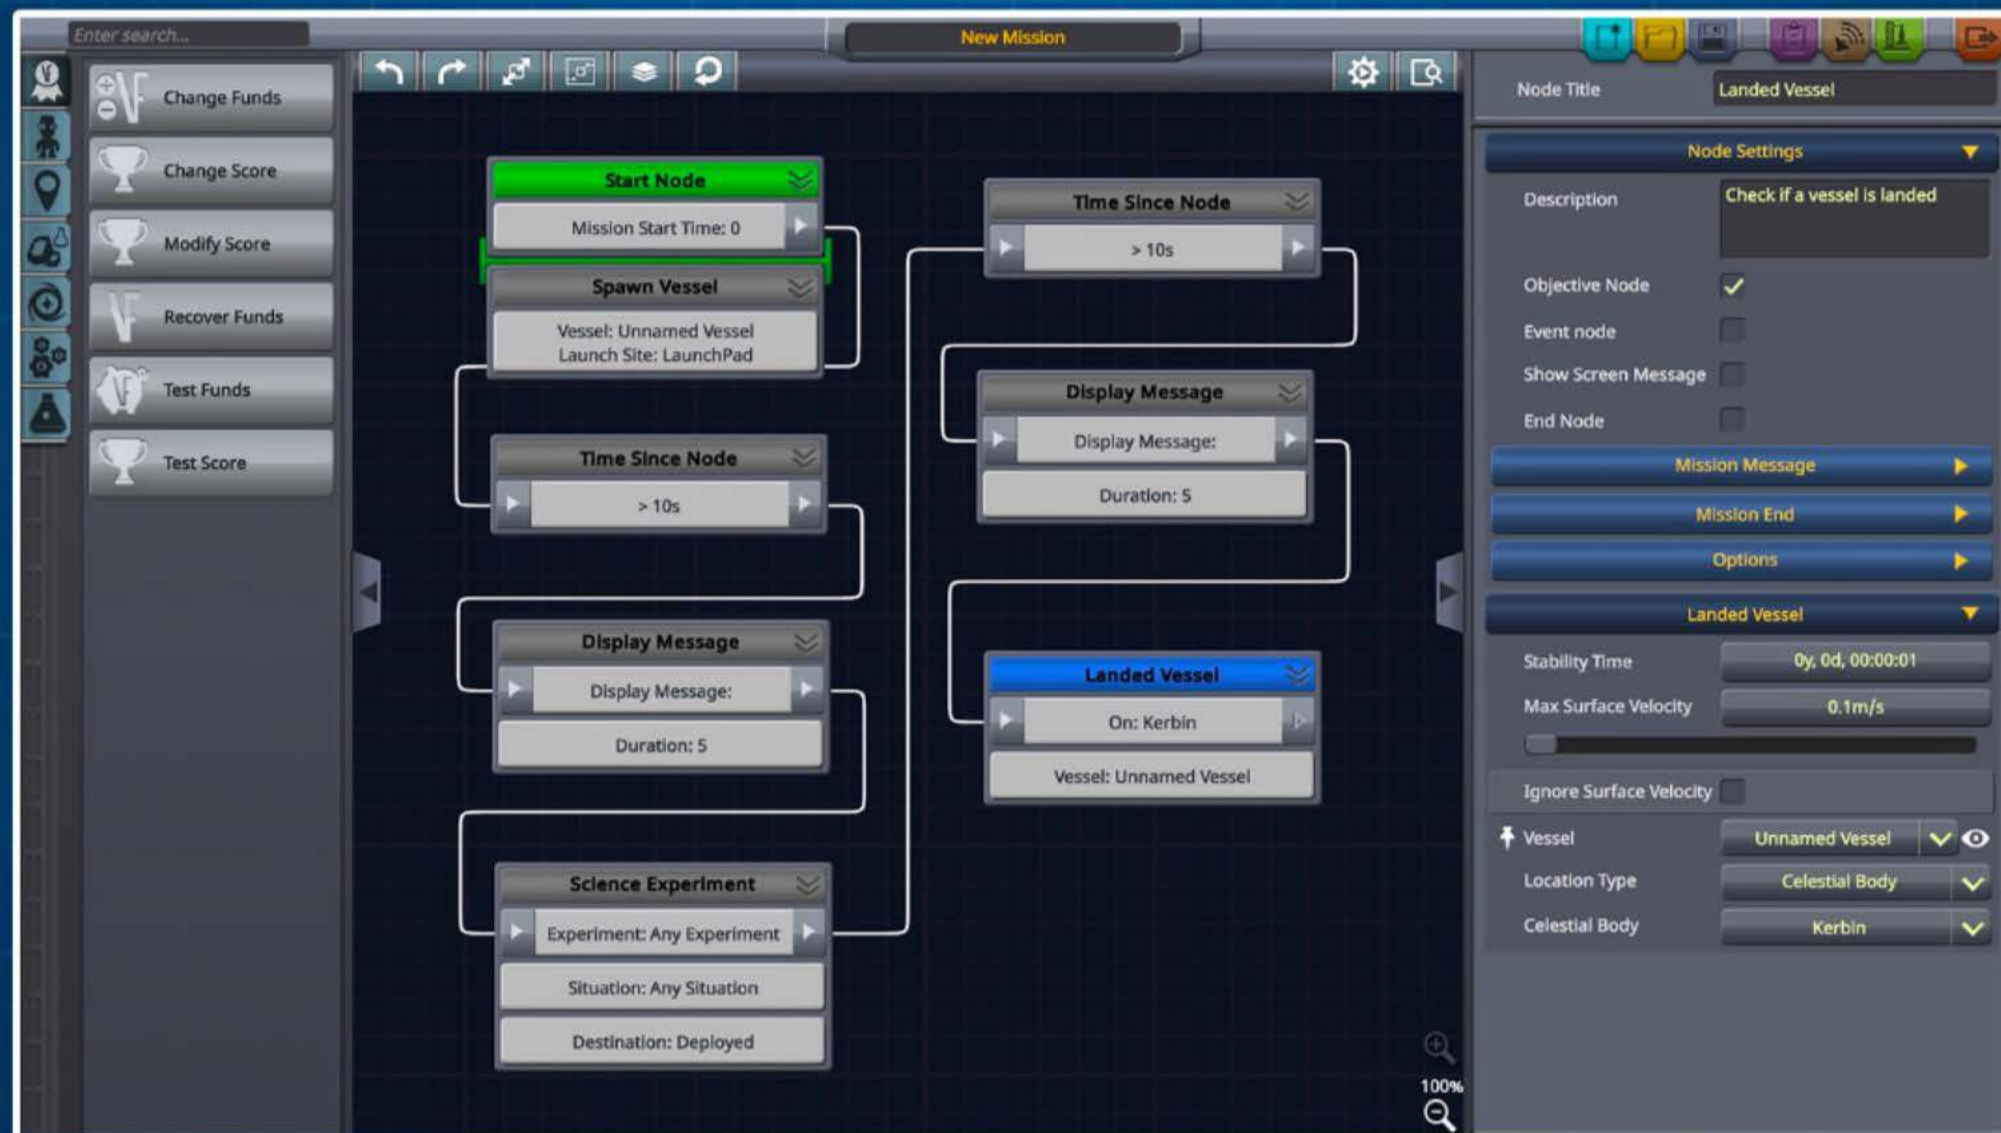 Enter search...
New Mission
Change Funds
Change Score
Modify Score
Recover Funds
Test Funds
Test Score
Start Node
Mission Start Time: 0
Spawn Vessel
Vessel: Unnamed Vessel
Launch Site: LaunchPad
Time Since Node
> 10s
Display Message
Display Message:
Duration: 5
Science Experiment
Experiment: Any Experiment
Situation: Any Situation
Destination: Deployed
Time Since Node
> 10s
Display Message
Display Message:
Duration: 5
Landed Vessel
On: Kerbin
Vessel: Unnamed Vessel
100%
Node Title
Landed Vessel
Node Settings
Description
Check if a vessel is landed
Objective Node
Event node
Show Screen Message
End Node
Mission Message
Mission End
Options
Landed Vessel
Stability Time
0y, 0d, 00:00:01
Max Surface Velocity
0.1m/s
Ignore Surface Velocity
Vessel
Unnamed Vessel
Location Type
Celestial Body
Celestial Body
Kerbin